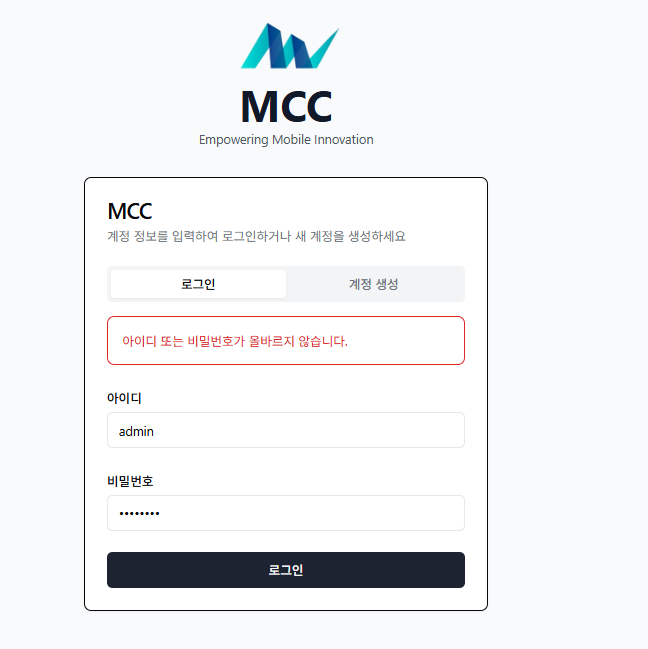 MCC
Empowering Mobile Innovation
MCC
계정 정보를 입력하여 로그인하거나 새 계정을 생성하세요
로그인 계정 생성
아이디 또는 비밀번호가 올바르지 않습니다.
아이디
admin
비밀번호
••••••••
로그인